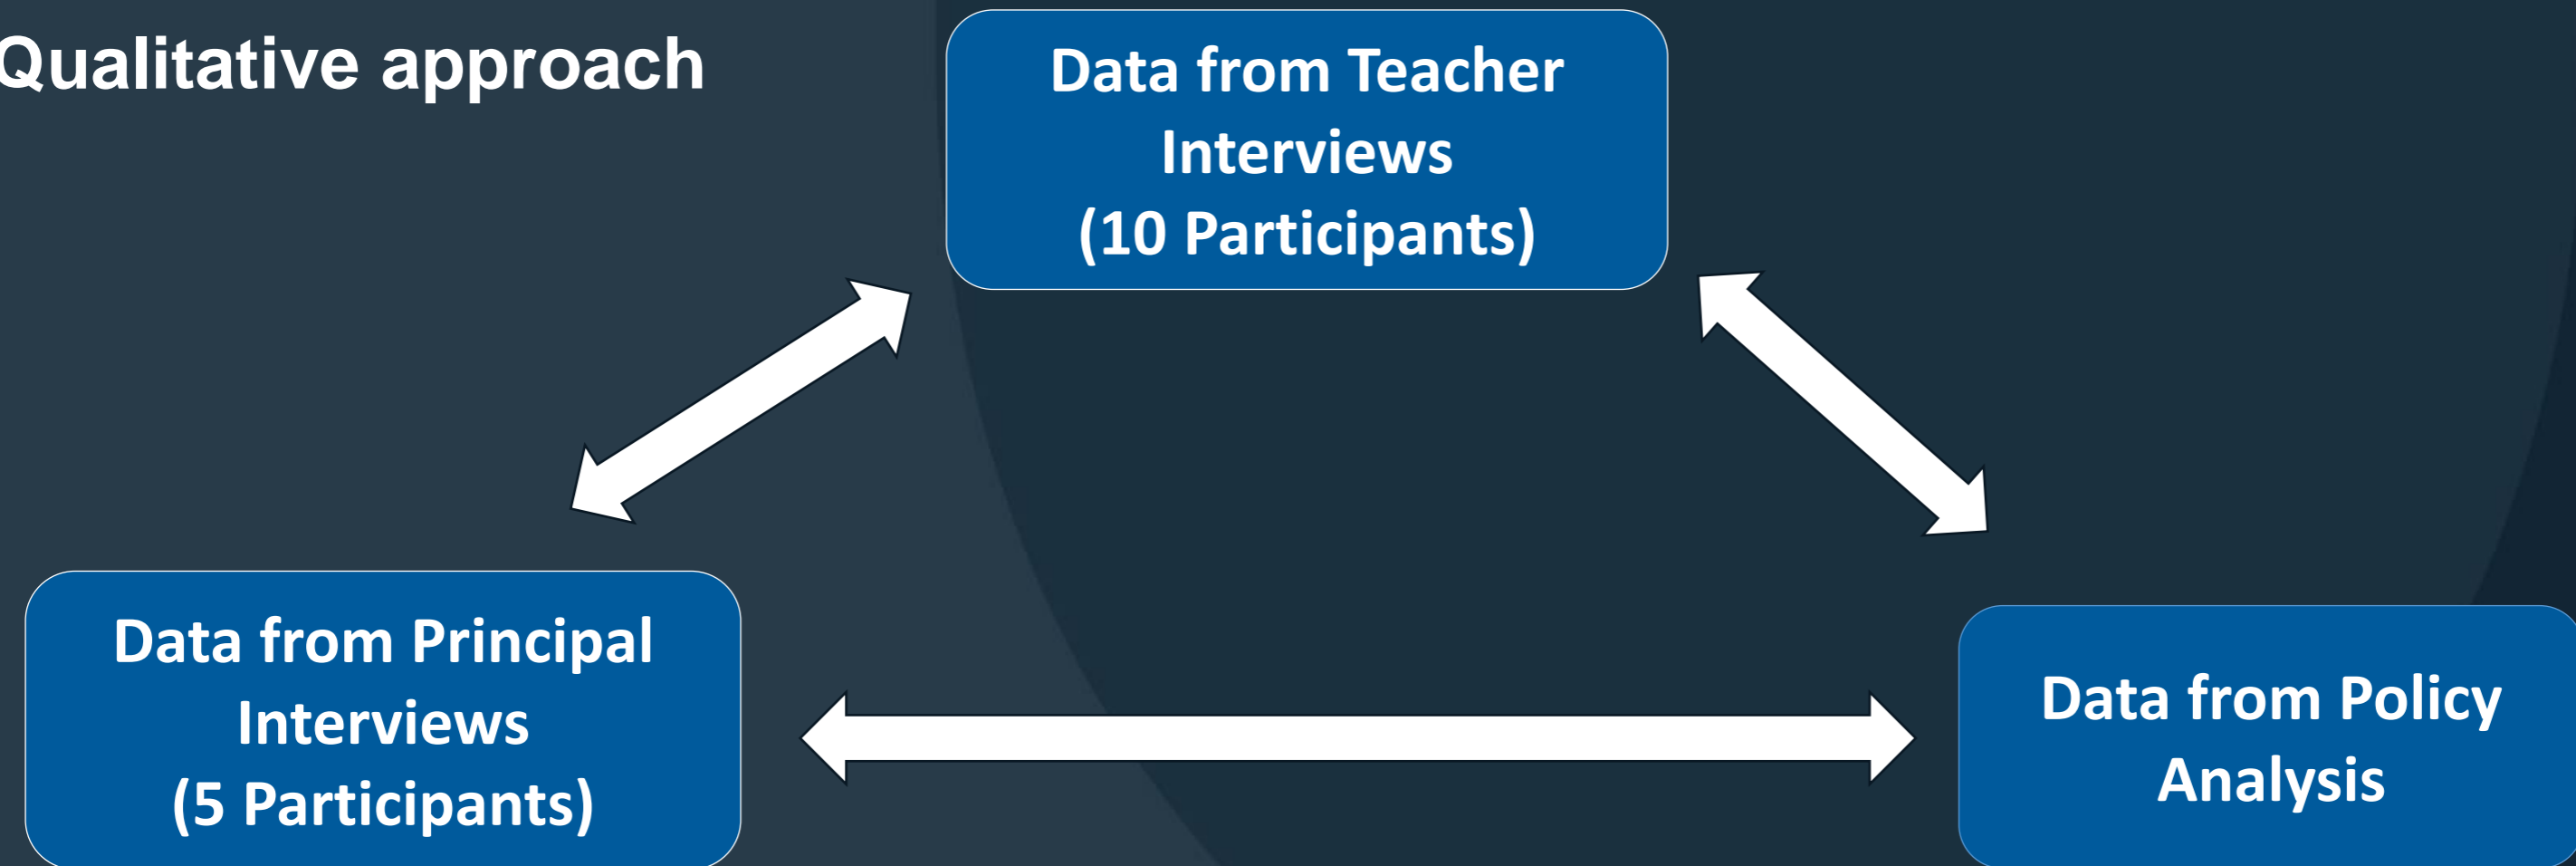 Qualitative approach
Data from Teacher
Interviews
(10 Participants)
Data from Principal
Interviews
(5 Participants)
Data from Policy
Analysis